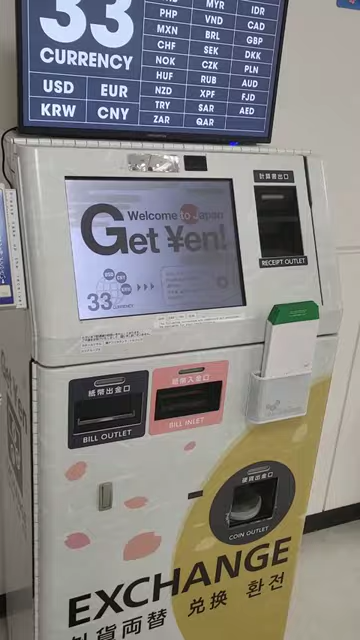 33
CURRENCY
USD EUR
KRW CNY
MYR IDR
PHP VND CAD
MXN BRL GBP
CHF SEK DKK
NOK CZK PLN
HUF RUB AUD
NZD XPF FJD
TRY SAR AED
ZAR QAR
Welcome to Japan
Get ¥en!
USD CNY
33 CURRENCY
計算書出口
RECEIPT OUTLET
紙幣出金口
BILL OUTLET
紙幣入金口
BILL INLET
硬貨出金口
COIN OUTLET
EXCHANGE
外貨両替 兑换 환전